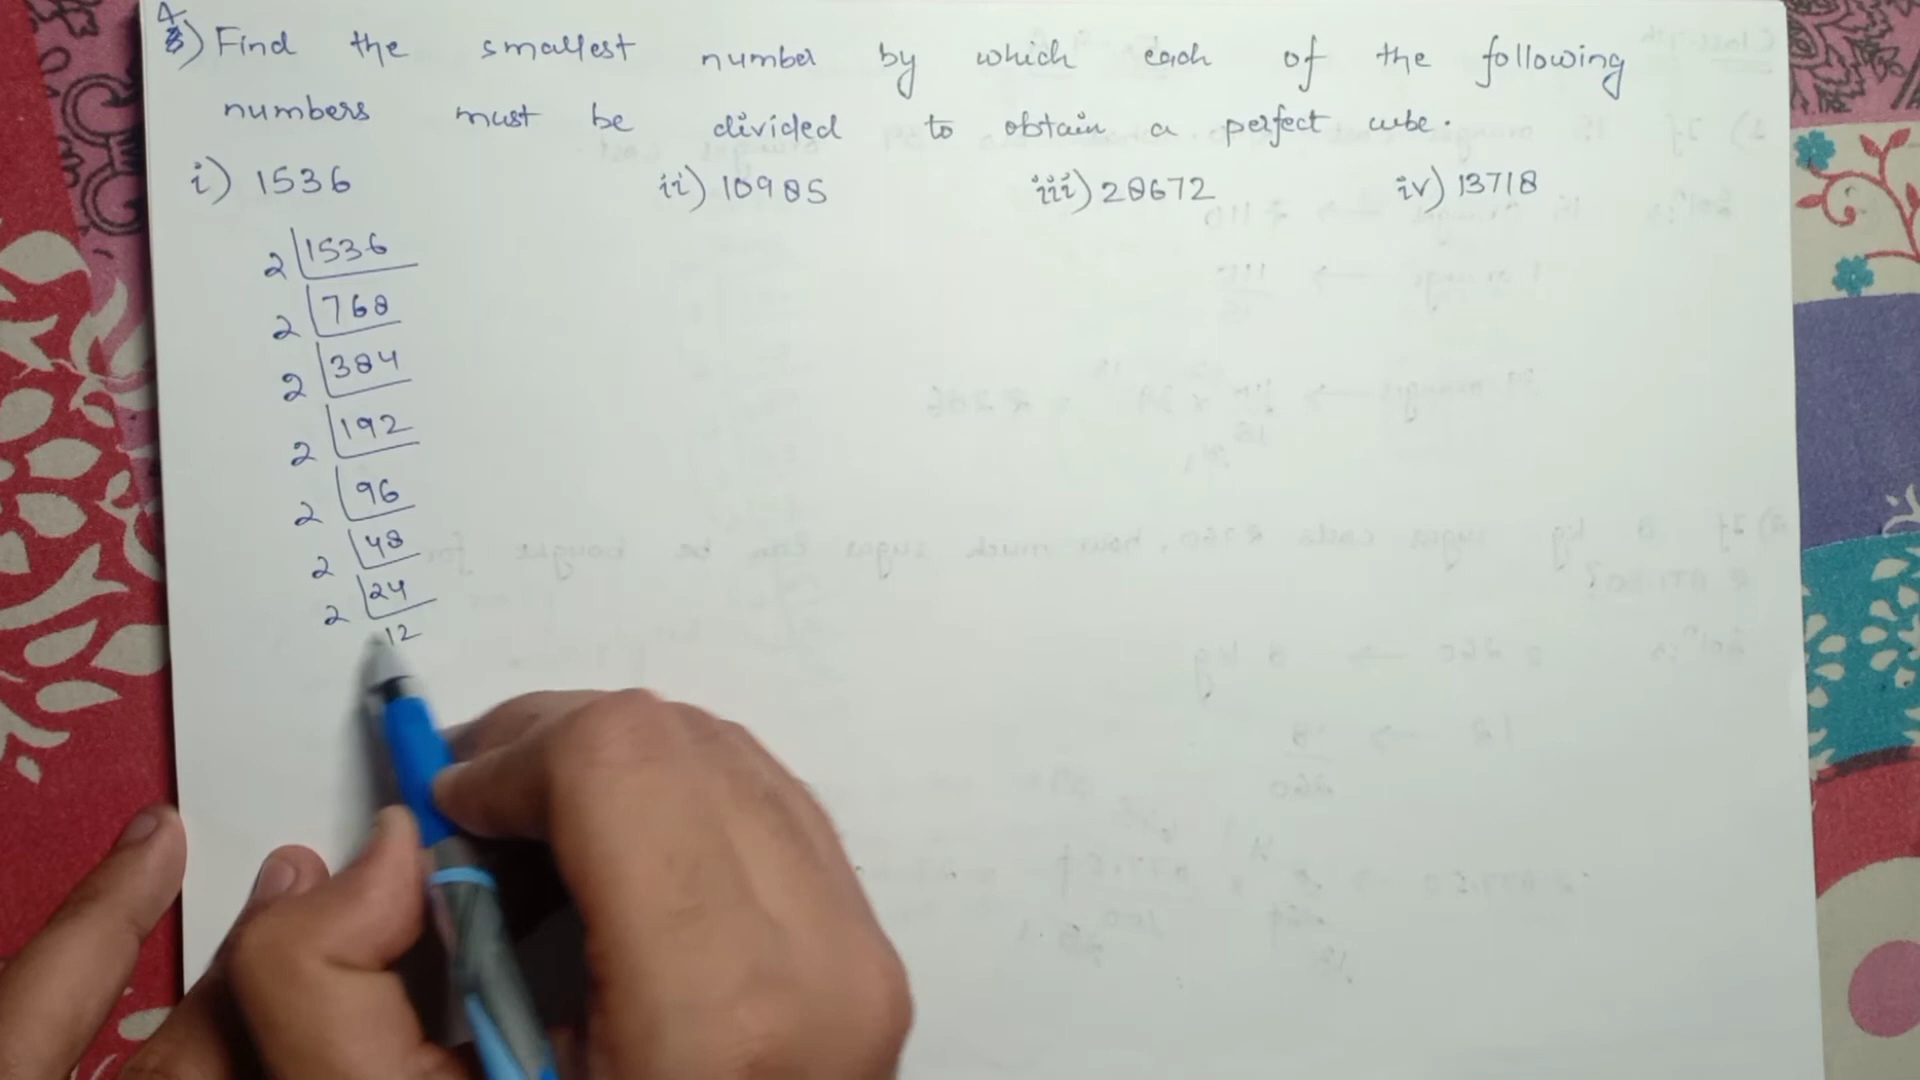 4) Find the smallest number by which each of the following
numbers must be divided to obtain a perfect cube.
i) 1536 ii) 10985 iii) 28672 iv) 13718
2 1536
2 768
2 384
2 192
2 96
2 48
2 24
12